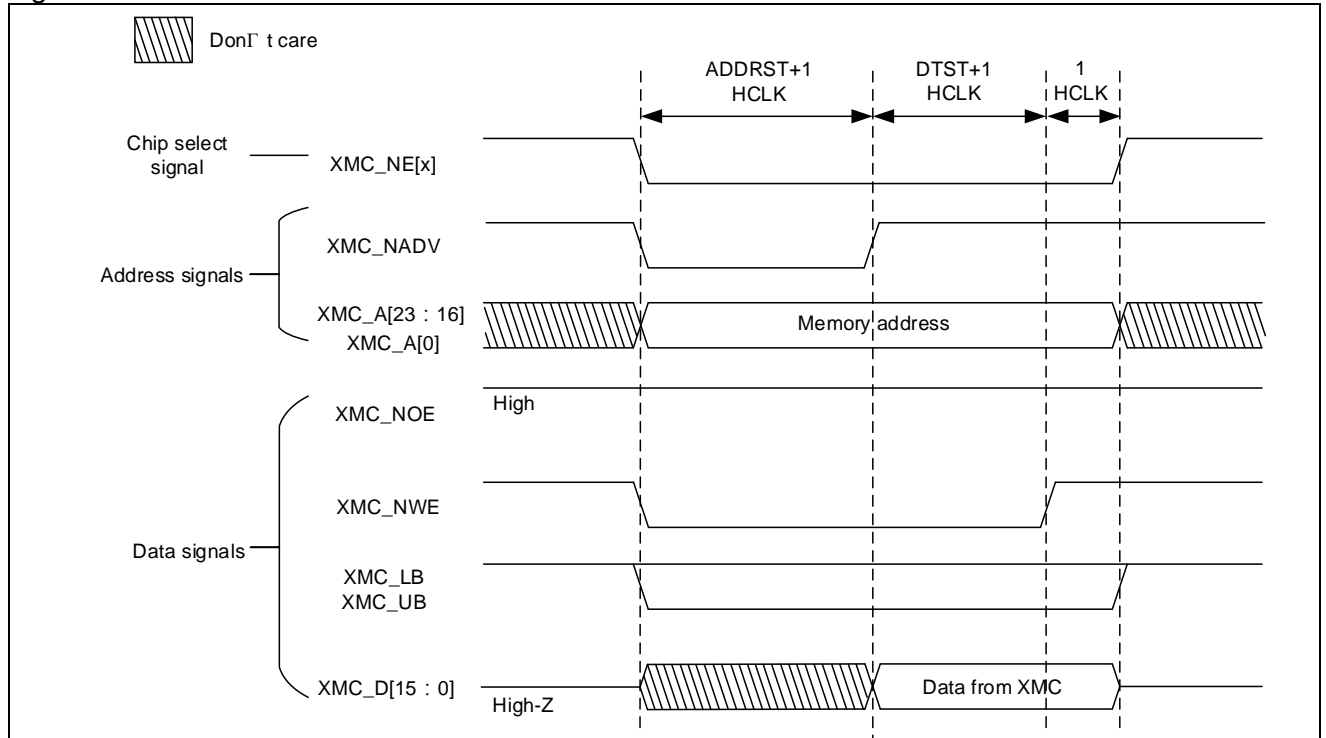 DonΓ t care
ADDRST+1
HCLK
DTST+1
HCLK
1
HCLK
Chip select
signal
XMC_NE[x]
XMC_NADV
Address signals
XMC_A[23 : 16]
XMC_A[0]
Memory address
XMC_NOE
High
XMC_NWE
Data signals
XMC_LB
XMC_UB
XMC_D[15 : 0]
High-Z
Data from XMC